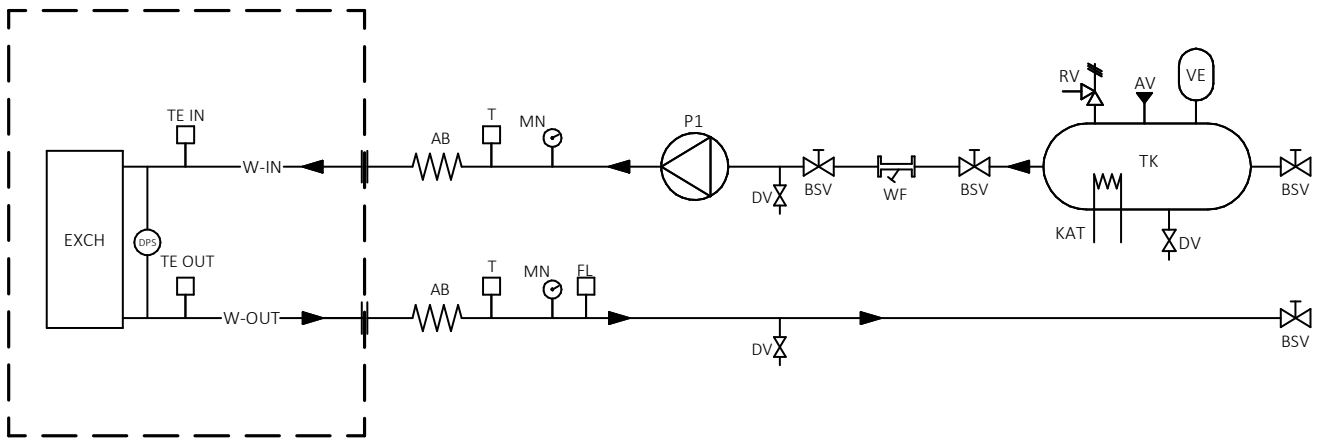 RV
AV
VE
TE IN
T
MN
P1
AB
W-IN
TK
DV
BSV
WF
BSV
BSV
EXCH
DPS
KAT
DV
TE OUT
T
MN
FL
AB
W-OUT
DV
BSV